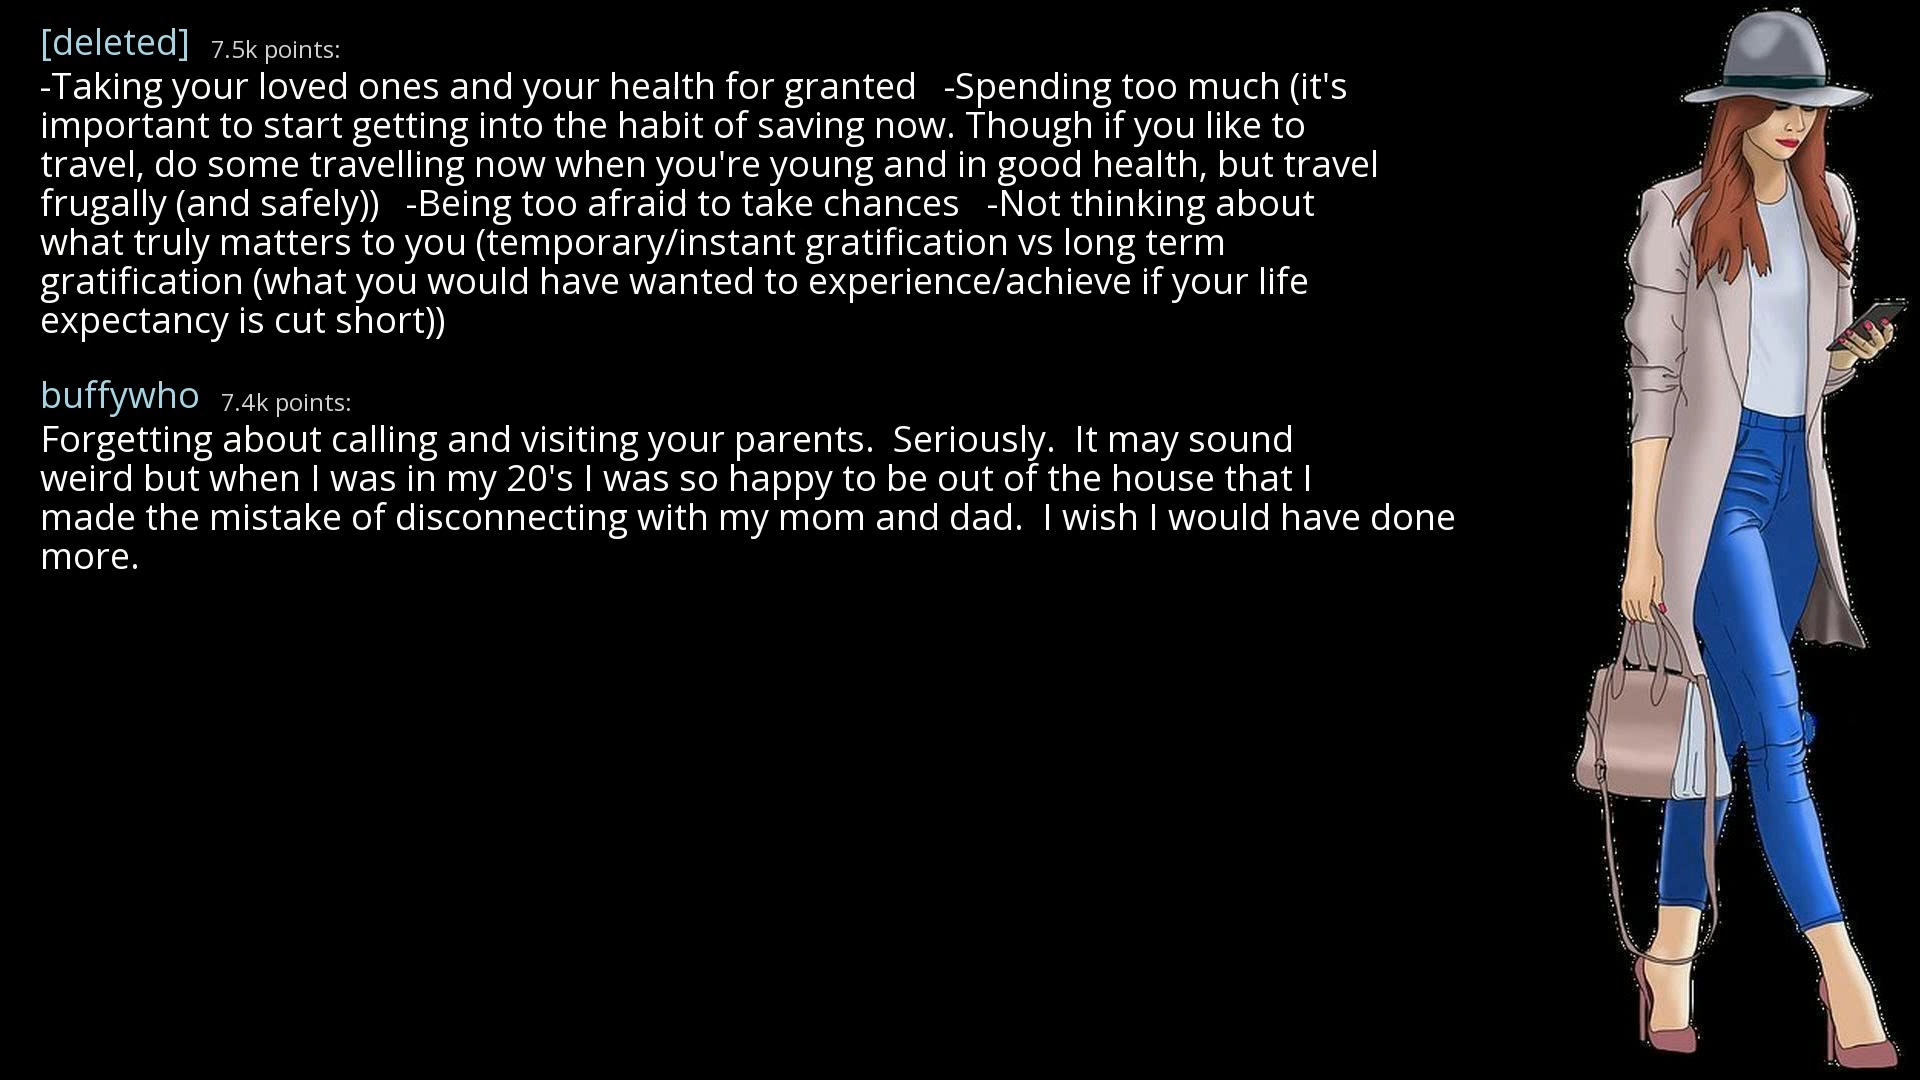 [deleted] 7.5k points:
-Taking your loved ones and your health for granted   -Spending too much (it's
important to start getting into the habit of saving now. Though if you like to
travel, do some travelling now when you're young and in good health, but travel
frugally (and safely))   -Being too afraid to take chances   -Not thinking about
what truly matters to you (temporary/instant gratification vs long term
gratification (what you would have wanted to experience/achieve if your life
expectancy is cut short))
buffywho 7.4k points:
Forgetting about calling and visiting your parents.  Seriously.  It may sound
weird but when I was in my 20's I was so happy to be out of the house that I
made the mistake of disconnecting with my mom and dad.  I wish I would have done
more.